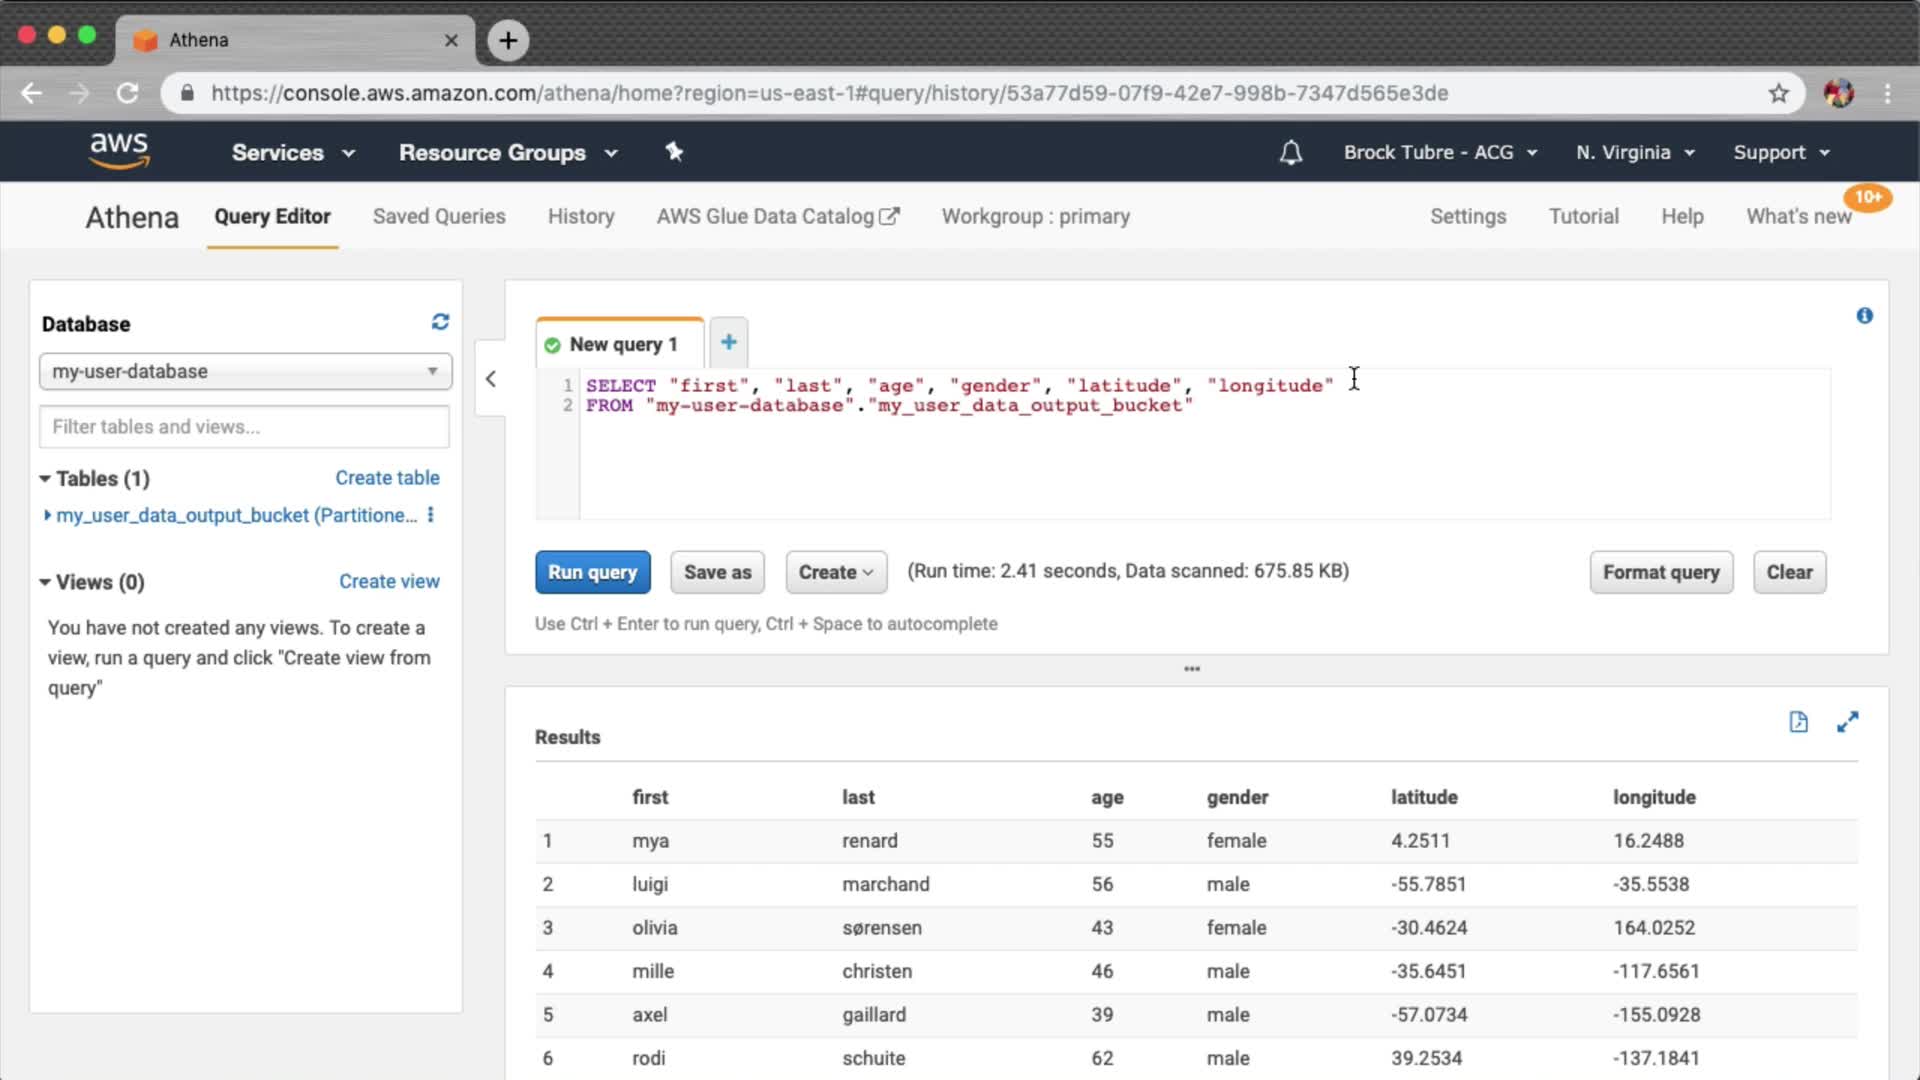 Athena
https://console.aws.amazon.com/athena/home?region=us-east-1#query/history/53a77d59-07f9-42e7-998b-7347d565e3de
aws Services Resource Groups Brock Tubre - ACG N. Virginia Support
Athena Query Editor Saved Queries History AWS Glue Data Catalog Workgroup : primary Settings Tutorial Help What's new 10+
Database
my-user-database
Filter tables and views...
Tables (1) Create table
my_user_data_output_bucket (Partitione...
Views (0) Create view
You have not created any views. To create a
view, run a query and click "Create view from
query"
New query 1
1 SELECT "first", "last", "age", "gender", "latitude", "longitude"
2 FROM "my-user-database"."my_user_data_output_bucket"
Run query Save as Create (Run time: 2.41 seconds, Data scanned: 675.85 KB) Format query Clear
Use Ctrl + Enter to run query, Ctrl + Space to autocomplete
Results
first last age gender latitude longitude
1 mya renard 55 female 4.2511 16.2488
2 luigi marchand 56 male -55.7851 -35.5538
3 olivia sørensen 43 female -30.4624 164.0252
4 mille christen 46 male -35.6451 -117.6561
5 axel gaillard 39 male -57.0734 -155.0928
6 rodi schuite 62 male 39.2534 -137.1841